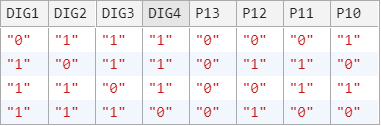 DIG1 DIG2 DIG3 DIG4 P13 P12 P11 P10
"0" "1" "1" "1" "0" "0" "0" "1"
"1" "0" "1" "1" "0" "1" "1" "0"
"1" "1" "0" "1" "0" "0" "1" "1"
"1" "1" "1" "0" "0" "1" "0" "0"